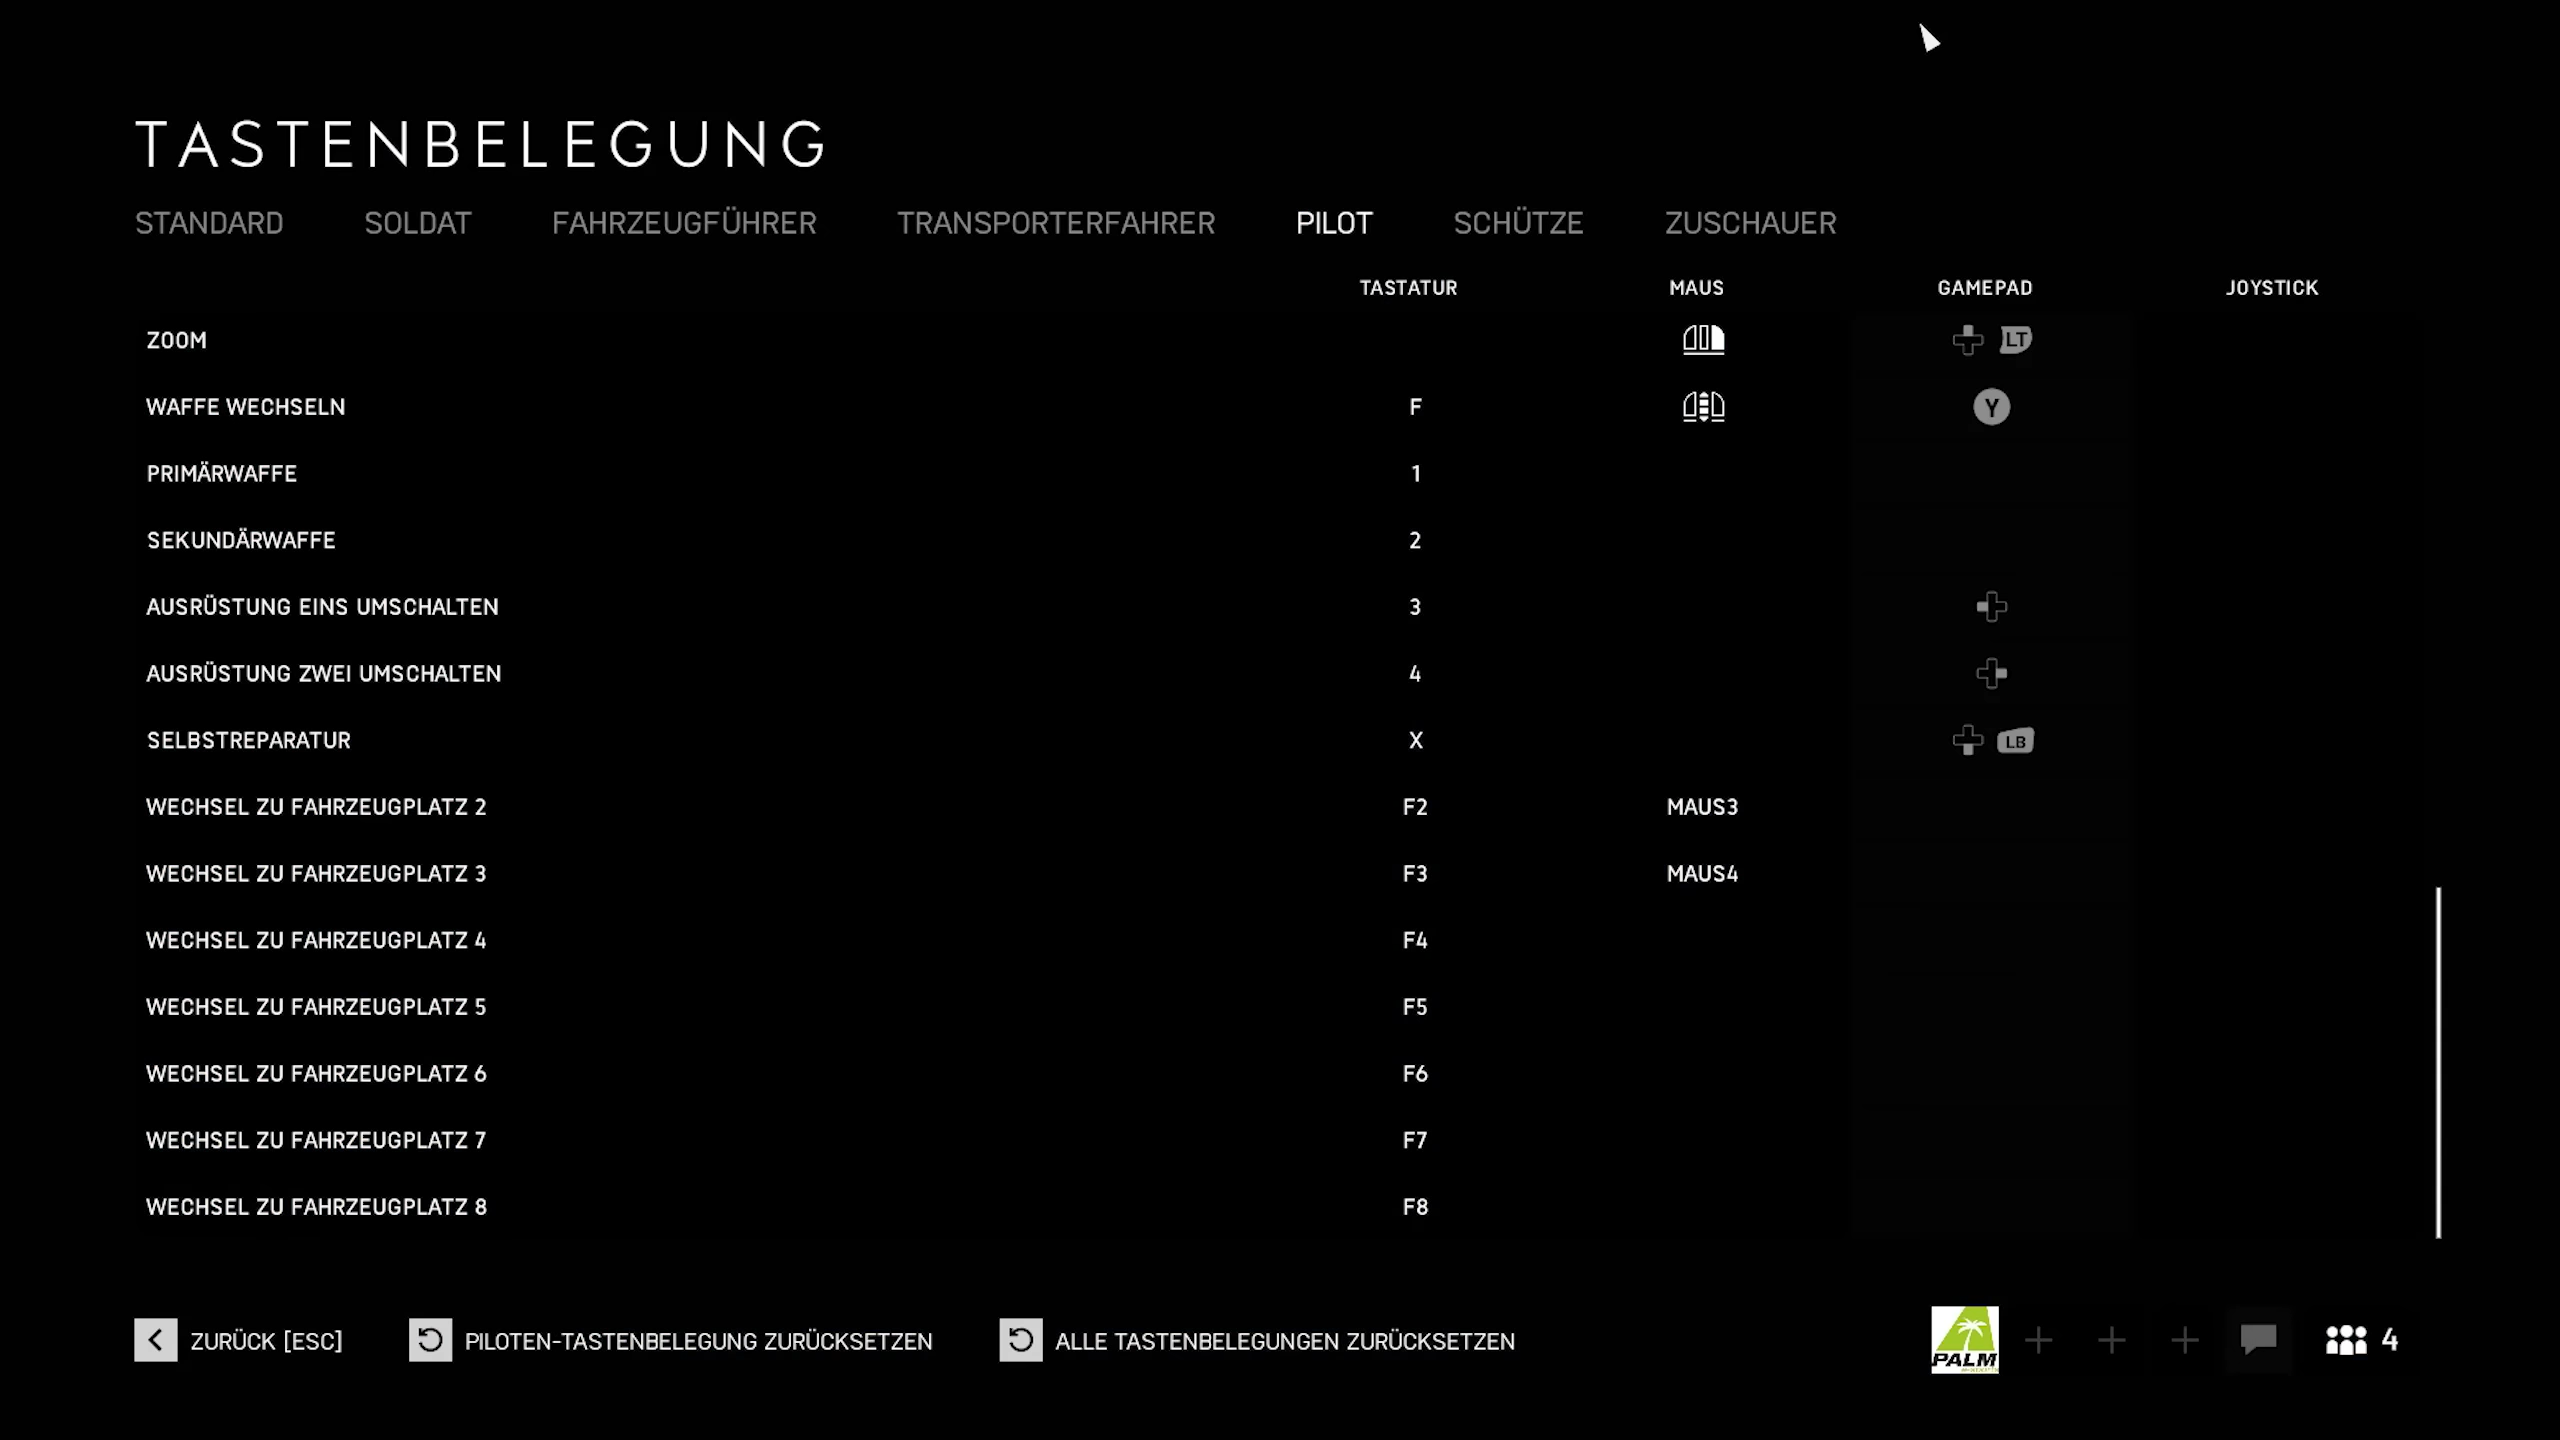 TASTENBELEGUNG
STANDARD SOLDAT FAHRZEUGFÜHRER TRANSPORTERFAHRER PILOT SCHÜTZE ZUSCHAUER
TASTATUR MAUS GAMEPAD JOYSTICK
ZOOM LT
WAFFE WECHSELN F Y
PRIMÄRWAFFE 1
SEKUNDÄRWAFFE 2
AUSRÜSTUNG EINS UMSCHALTEN 3
AUSRÜSTUNG ZWEI UMSCHALTEN 4
SELBSTREPARATUR X LB
WECHSEL ZU FAHRZEUGPLATZ 2 F2 MAUS3
WECHSEL ZU FAHRZEUGPLATZ 3 F3 MAUS4
WECHSEL ZU FAHRZEUGPLATZ 4 F4
WECHSEL ZU FAHRZEUGPLATZ 5 F5
WECHSEL ZU FAHRZEUGPLATZ 6 F6
WECHSEL ZU FAHRZEUGPLATZ 7 F7
WECHSEL ZU FAHRZEUGPLATZ 8 F8
ZURÜCK [ESC] PILOTEN-TASTENBELEGUNG ZURÜCKSETZEN ALLE TASTENBELEGUNGEN ZURÜCKSETZEN PALM 4